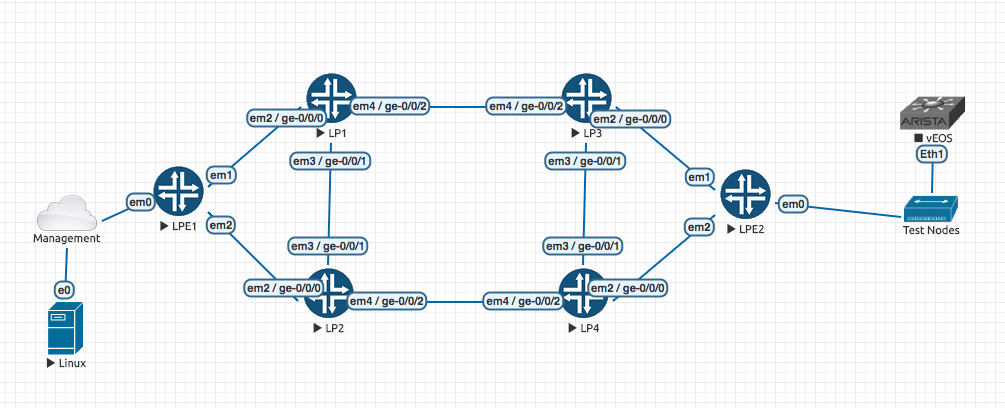 em4 / ge-0/0/2
em4 / ge-0/0/2
em2 / ge-0/0/0
em2 / ge-0/0/0
LP1
LP3
ARISTA
vEOS
Eth1
em3 / ge-0/0/1
em3 / ge-0/0/1
em1
em1
em0
em0
LPE1
em2
LPE2
em2
Test Nodes
Management
em3 / ge-0/0/1
em3 / ge-0/0/1
e0
em2 / ge-0/0/0
em4 / ge-0/0/2
em4 / ge-0/0/2
em2 / ge-0/0/0
LP2
LP4
Linux